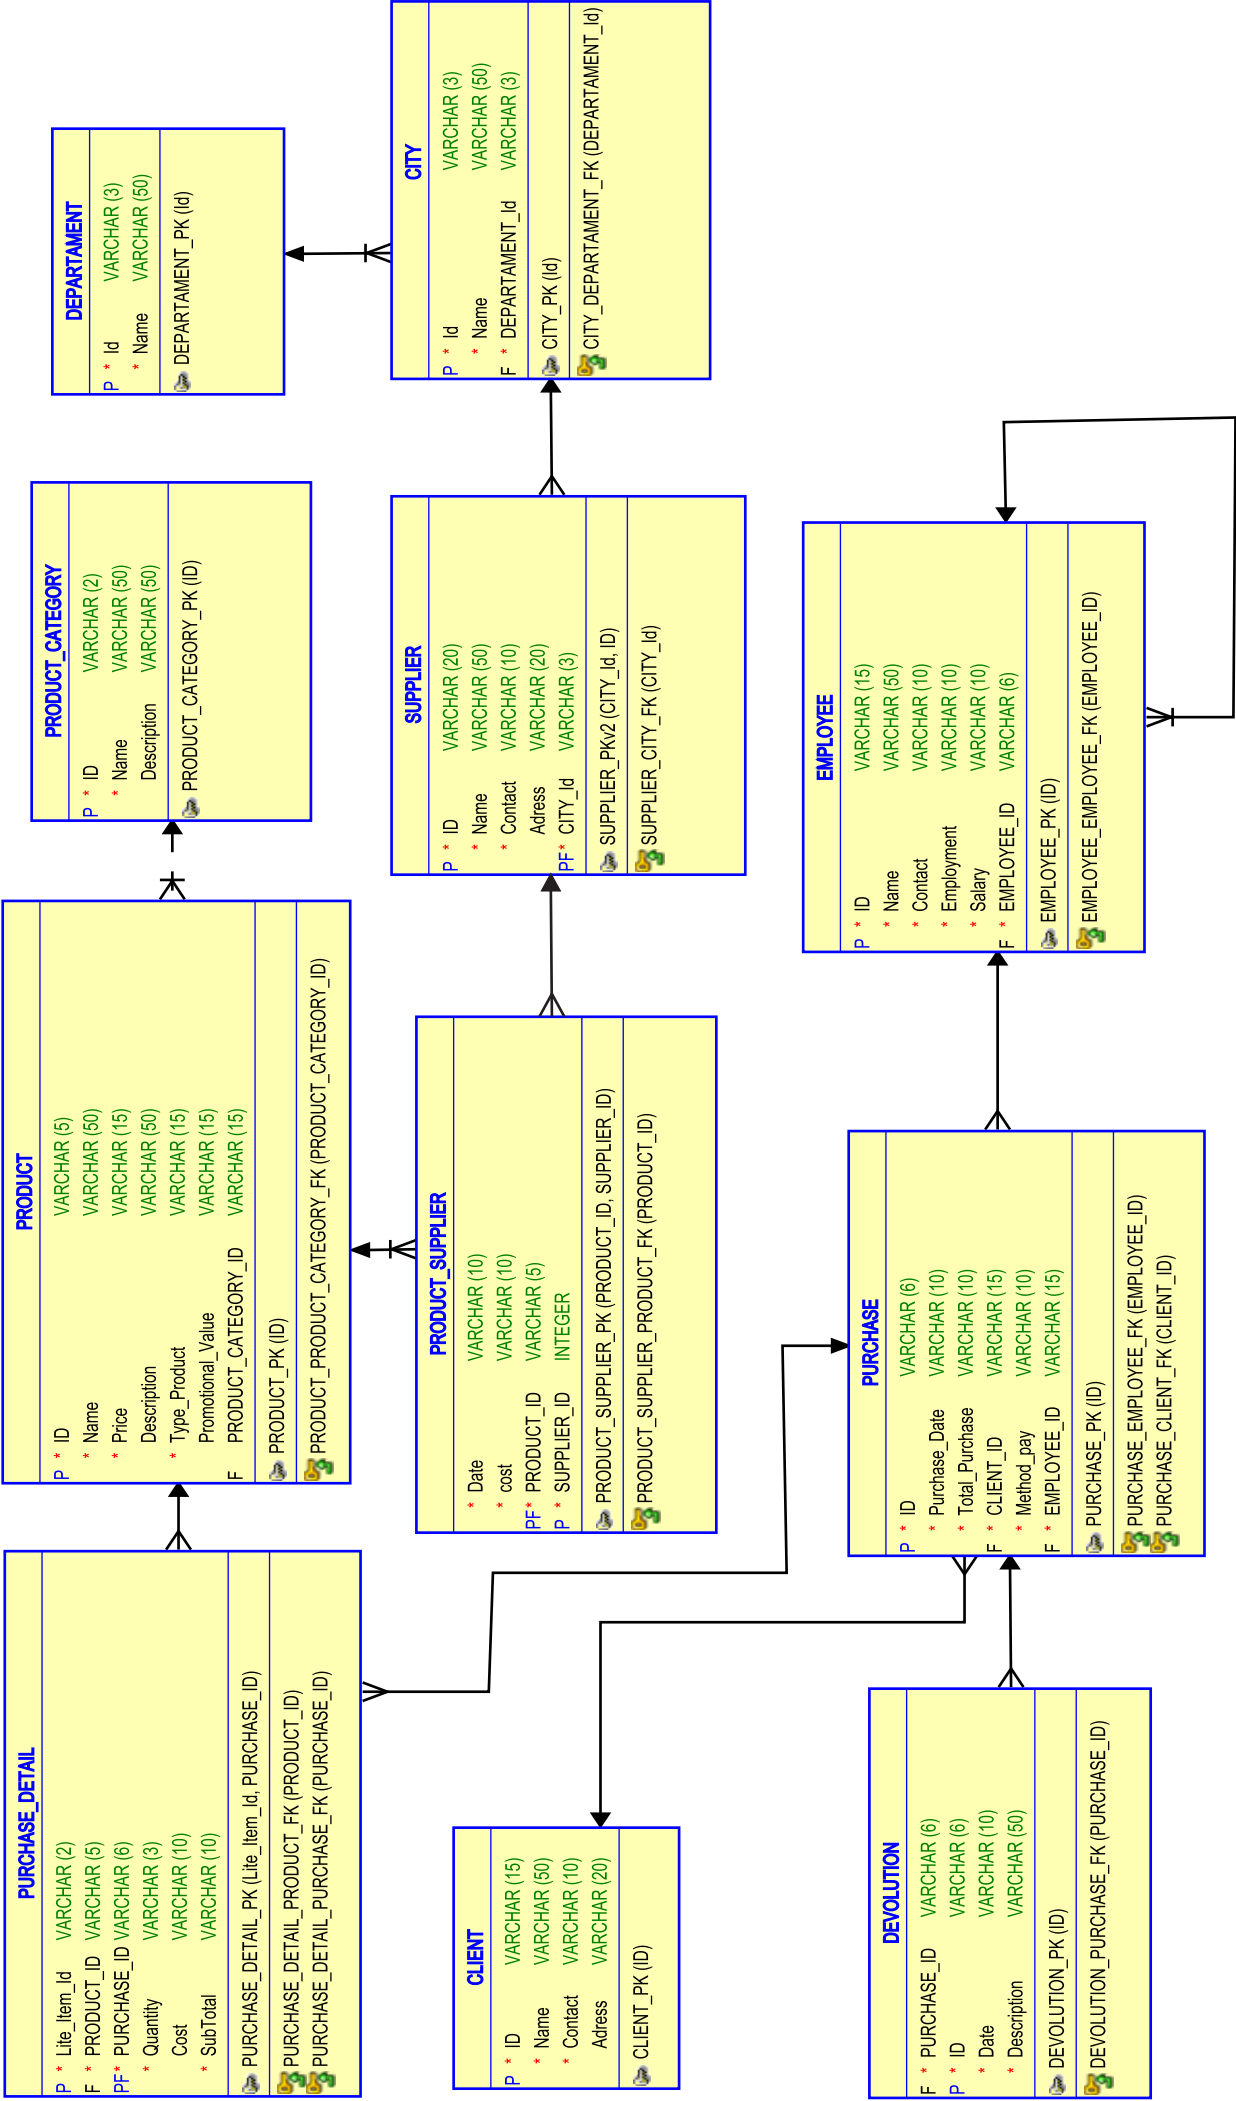 PURCHASE_DETAIL
P * Lite_Item_Id VARCHAR (2)
F * PRODUCT_ID VARCHAR (5)
PF* PURCHASE_ID VARCHAR (6)
* Quantity VARCHAR (3)
Cost VARCHAR (10)
* SubTotal VARCHAR (10)
PURCHASE_DETAIL_PK (Lite_Item_Id, PURCHASE_ID)
PURCHASE_DETAIL_PRODUCT_FK (PRODUCT_ID)
PURCHASE_DETAIL_PURCHASE_FK (PURCHASE_ID)
PRODUCT
P * ID VARCHAR (5)
* Name VARCHAR (50)
* Price VARCHAR (15)
Description VARCHAR (50)
* Type_Product VARCHAR (15)
Promotional_Value VARCHAR (15)
F PRODUCT_CATEGORY_ID VARCHAR (15)
PRODUCT_PK (ID)
PRODUCT_PRODUCT_CATEGORY_FK (PRODUCT_CATEGORY_ID)
PRODUCT_CATEGORY
P * ID VARCHAR (2)
* Name VARCHAR (50)
Description VARCHAR (50)
PRODUCT_CATEGORY_PK (ID)
DEPARTAMENT
P * Id VARCHAR (3)
* Name VARCHAR (50)
DEPARTAMENT_PK (Id)
CLIENT
P * ID VARCHAR (15)
* Name VARCHAR (50)
* Contact VARCHAR (10)
Adress VARCHAR (20)
CLIENT_PK (ID)
PRODUCT_SUPPLIER
* Date VARCHAR (10)
* cost VARCHAR (10)
PF* PRODUCT_ID VARCHAR (5)
P * SUPPLIER_ID INTEGER
PRODUCT_SUPPLIER_PK (PRODUCT_ID, SUPPLIER_ID)
PRODUCT_SUPPLIER_PRODUCT_FK (PRODUCT_ID)
SUPPLIER
P * ID VARCHAR (20)
* Name VARCHAR (50)
* Contact VARCHAR (10)
Adress VARCHAR (20)
PF* CITY_Id VARCHAR (3)
SUPPLIER_PKv2 (CITY_Id, ID)
SUPPLIER_CITY_FK (CITY_Id)
CITY
P * Id VARCHAR (3)
* Name VARCHAR (50)
F * DEPARTAMENT_Id VARCHAR (3)
CITY_PK (Id)
CITY_DEPARTAMENT_FK (DEPARTAMENT_Id)
DEVOLUTION
F * PURCHASE_ID VARCHAR (6)
P * ID VARCHAR (6)
* Date VARCHAR (10)
* Description VARCHAR (50)
DEVOLUTION_PK (ID)
DEVOLUTION_PURCHASE_FK (PURCHASE_ID)
PURCHASE
P * ID VARCHAR (6)
* Purchase_Date VARCHAR (10)
* Total_Purchase VARCHAR (10)
F * CLIENT_ID VARCHAR (15)
* Method_pay VARCHAR (10)
F * EMPLOYEE_ID VARCHAR (15)
PURCHASE_PK (ID)
PURCHASE_EMPLOYEE_FK (EMPLOYEE_ID)
PURCHASE_CLIENT_FK (CLIENT_ID)
EMPLOYEE
P * ID VARCHAR (15)
* Name VARCHAR (50)
* Contact VARCHAR (10)
* Employment VARCHAR (10)
* Salary VARCHAR (10)
F * EMPLOYEE_ID VARCHAR (6)
EMPLOYEE_PK (ID)
EMPLOYEE_EMPLOYEE_FK (EMPLOYEE_ID)